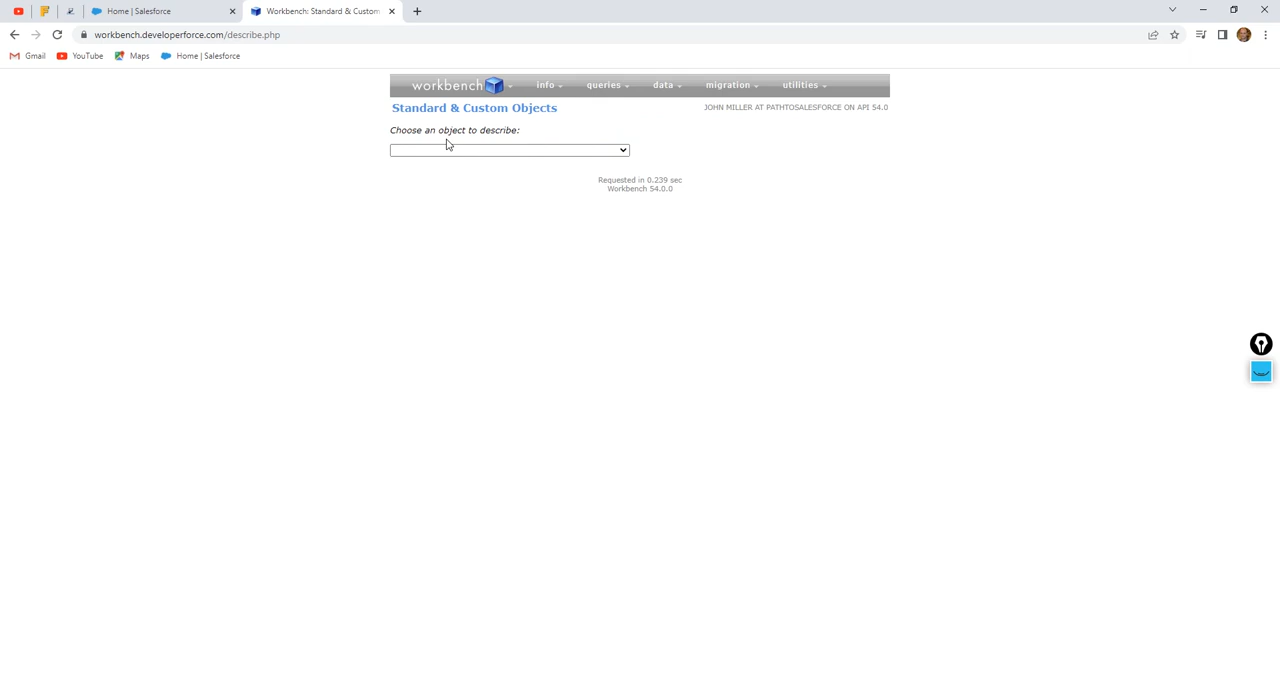 Home | Salesforce
Workbench: Standard & Custom
workbench.developerforce.com/describe.php
Gmail
YouTube
Maps
Home | Salesforce
workbench
info
queries
data
migration
utilities
Standard & Custom Objects
JOHN MILLER AT PATHTOSALESFORCE ON API 54.0
Choose an object to describe:
Requested in 0.239 sec
Workbench 54.0.0